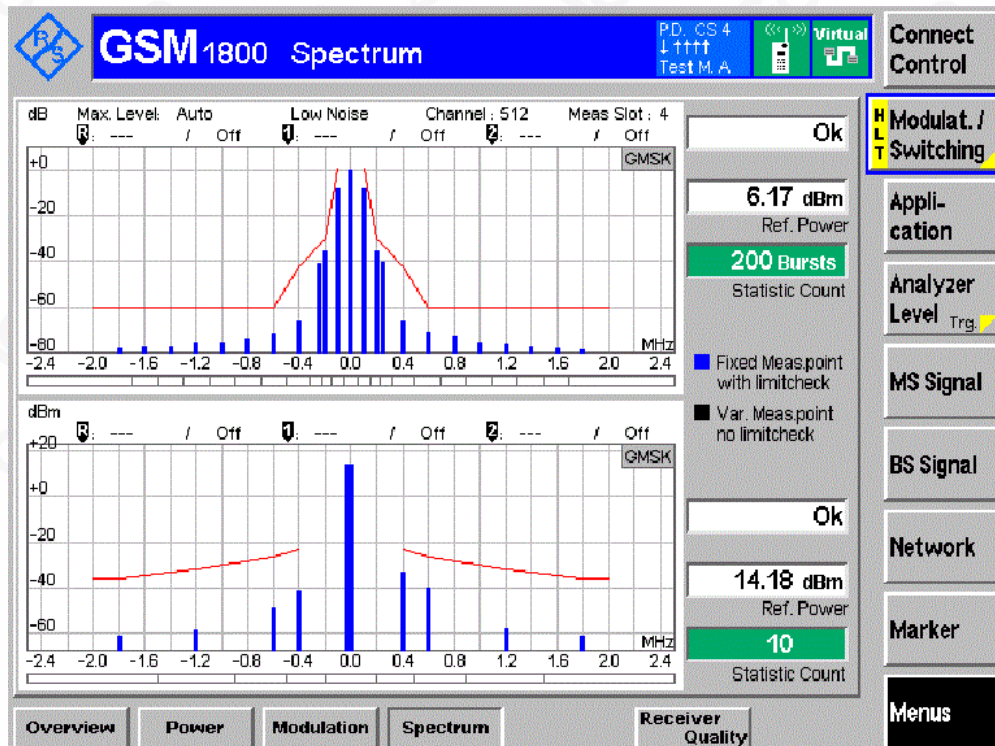 R S
GSM 1800 Spectrum
P.D. CS 4
Test M. A.
Virtual
Connect Control
dB Max. Level: Auto Low Noise Channel : 512 Meas Slot : 4
R : --- / Off 1 : --- / Off 2 : --- / Off
GMSK
+0
-20
-40
-60
-80
MHz
-2.4 -2.0 -1.6 -1.2 -0.8 -0.4 0.0 0.4 0.8 1.2 1.6 2.0 2.4
Ok
6.17 dBm
Ref. Power
200 Bursts
Statistic Count
Fixed Meas.point
with limitcheck
Var. Meas.point
no limitcheck
dBm
R : --- / Off 1 : --- / Off 2 : --- / Off
GMSK
+20
+0
-20
-40
-60
MHz
-2.4 -2.0 -1.6 -1.2 -0.8 -0.4 0.0 0.4 0.8 1.2 1.6 2.0 2.4
Ok
14.18 dBm
Ref. Power
10
Statistic Count
H L T
Modulat. /
Switching
Appli-
cation
Analyzer
Level Trg.
MS Signal
BS Signal
Network
Marker
Menus
Overview Power Modulation Spectrum Receiver
Quality